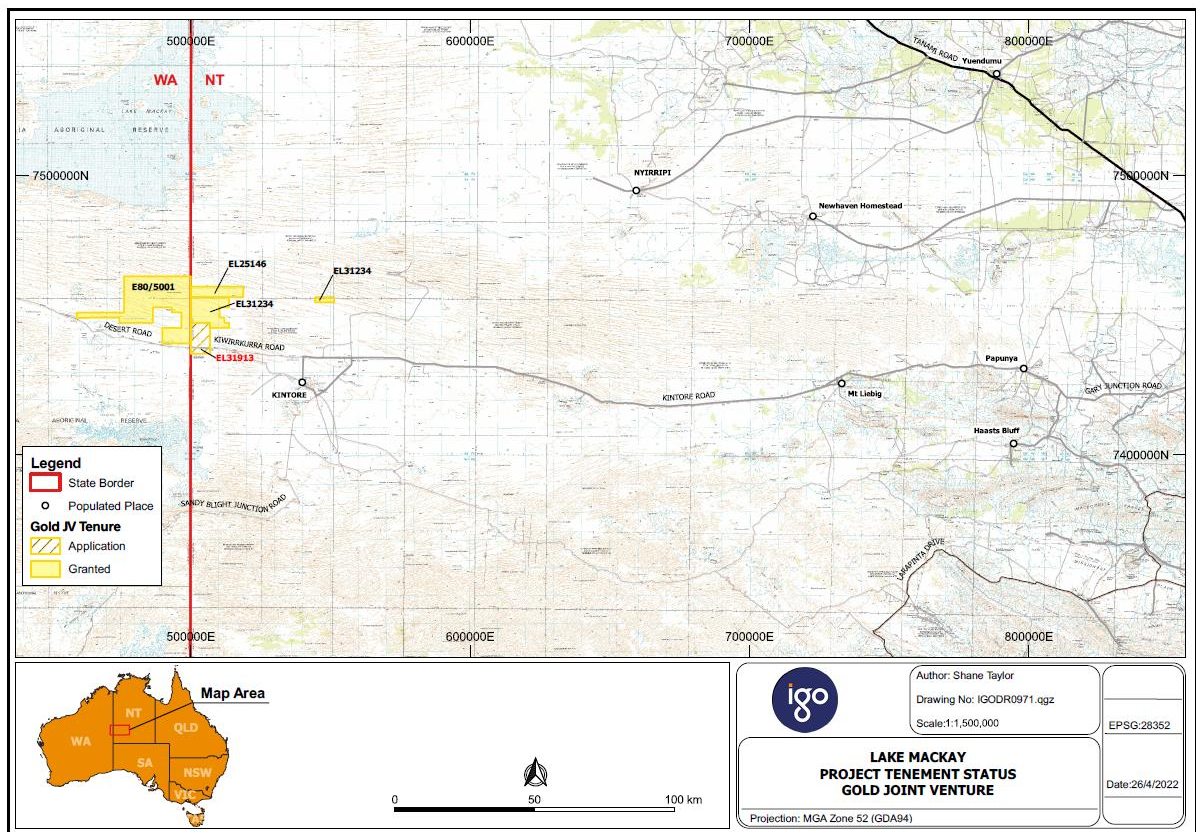 500000E
600000E
700000E
800000E
TANAMI ROAD
Yuendumu
WA
NT
LAKE MACKAY
ABORIGINAL RESERVE
7500000N
7500000N
NYIRRIPI
Newhaven Homestead
EL25146
EL31234
E80/5001
EL31234
DESERT ROAD
KIWIRRKURRA ROAD
EL31913
KINTORE
Papunya
Mt Liebig
KINTORE ROAD
GARY JUNCTION ROAD
ABORIGINAL RESERVE
Haasts Bluff
7400000N
Legend
State Border
Populated Place
Gold JV Tenure
Application
Granted
SANDY BLIGHT JUNCTION ROAD
LARAPINTA DRIVE
500000E
600000E
700000E
800000E
Map Area
NT
QLD
WA
SA
NSW
VIC
0
50
100 km
igo
Author: Shane Taylor
Drawing No: IGODR0971.qgz
Scale:1:1,500,000
EPSG:28352
LAKE MACKAY
PROJECT TENEMENT STATUS
GOLD JOINT VENTURE
Date:26/4/2022
Projection: MGA Zone 52 (GDA94)